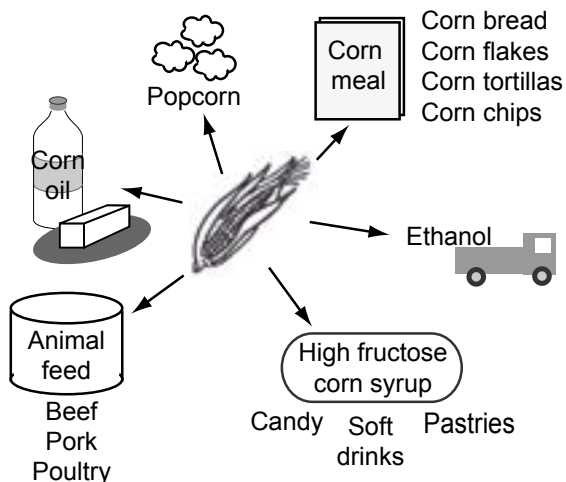 Popcorn
Corn
meal
Corn bread
Corn flakes
Corn tortillas
Corn chips
Corn
oil
Ethanol
Animal
feed
Beef
Pork
Poultry
High fructose
corn syrup
Candy
Soft
drinks
Pastries